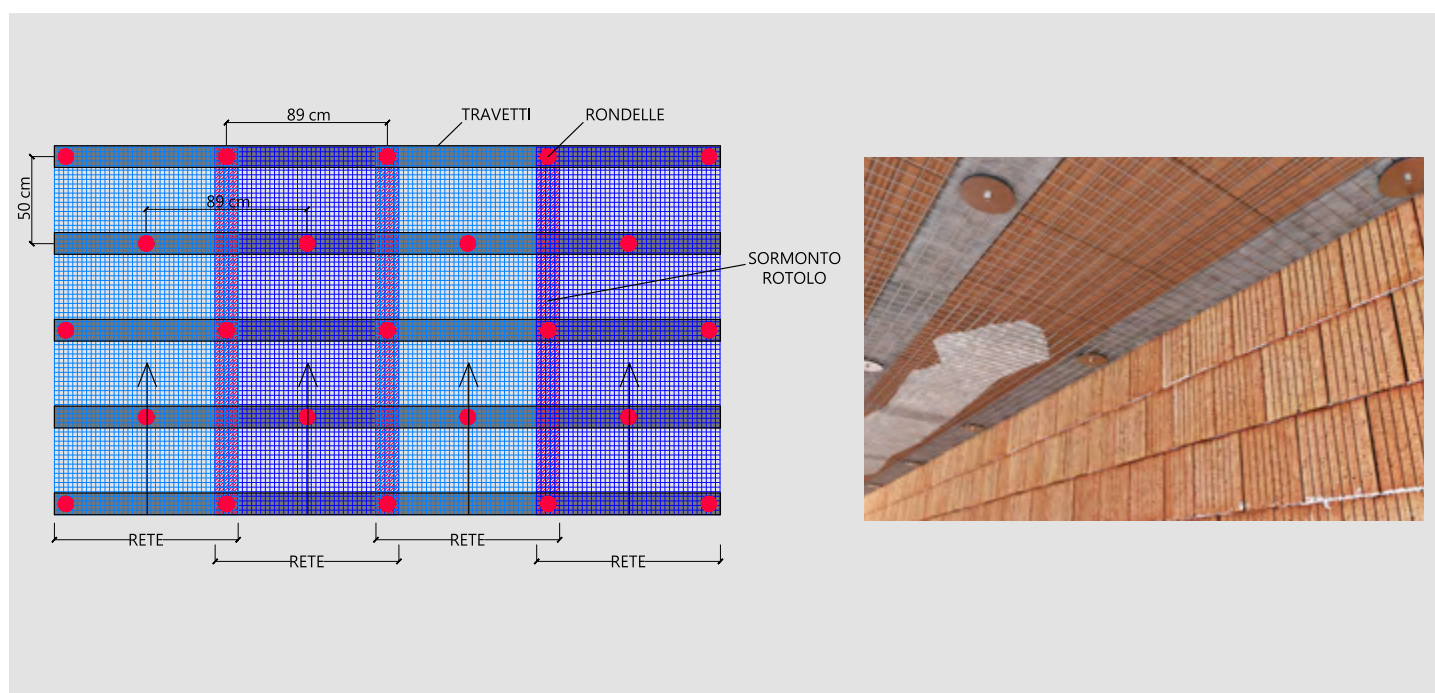 89 cm
TRAVETTI
RONDELLE
50 cm
89 cm
SORMONTO
ROTOLO
RETE
RETE
RETE
RETE